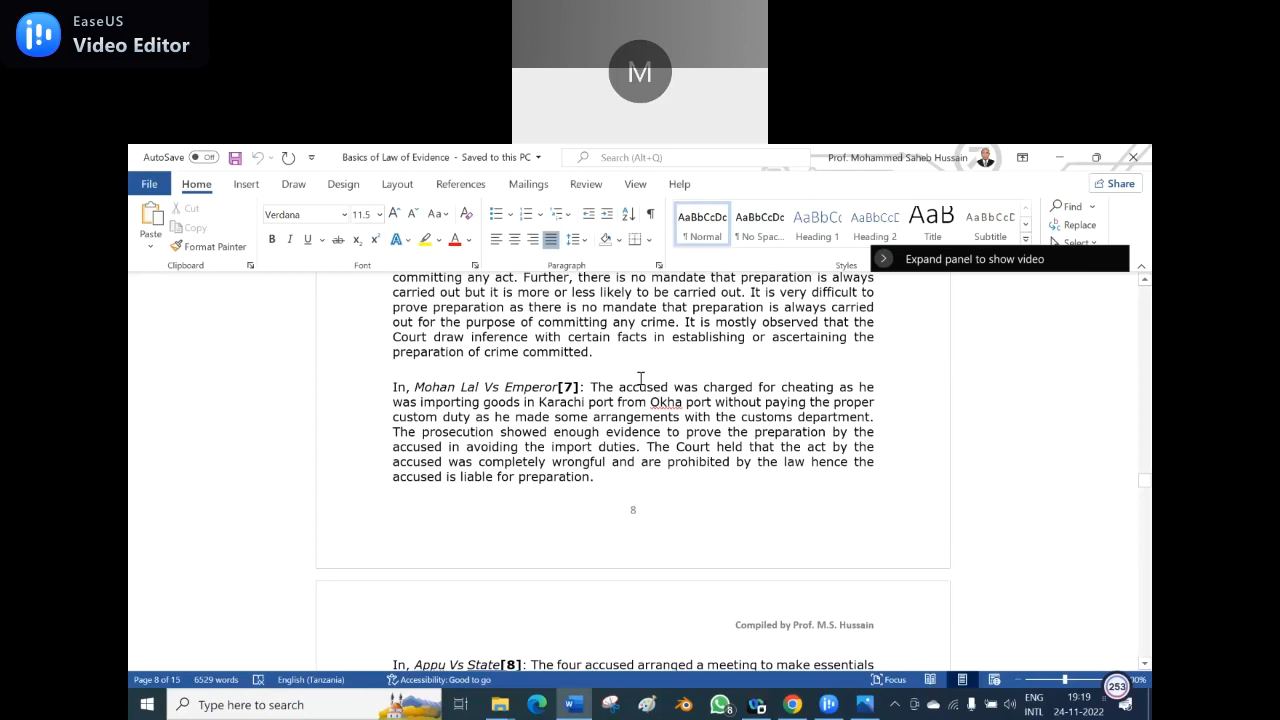 EaseUS
Video Editor
M
AutoSave Off Basics of Law of Evidence - Saved to this PC Search (Alt+Q) Prof. Mohammed Saheb Hussain
File Home Insert Draw Design Layout References Mailings Review View Help Share
Paste Cut Copy Format Painter Clipboard
Verdana 11.5 Font
Paragraph
AaBbCcDc AaBbCcDc AaBbCc AaBbCcD AaB AaBbCcD
¶ Normal ¶ No Spac... Heading 1 Heading 2 Title Subtitle
Styles
Find
Replace
Select
Expand panel to show video
committing any act. Further, there is no mandate that preparation is always
carried out but it is more or less likely to be carried out. It is very difficult to
prove preparation as there is no mandate that preparation is always carried
out for the purpose of committing any crime. It is mostly observed that the
Court draw inference with certain facts in establishing or ascertaining the
preparation of crime committed.
In, Mohan Lal Vs Emperor[7]: The accused was charged for cheating as he
was importing goods in Karachi port from Okha port without paying the proper
custom duty as he made some arrangements with the customs department.
The prosecution showed enough evidence to prove the preparation by the
accused in avoiding the import duties. The Court held that the act by the
accused was completely wrongful and are prohibited by the law hence the
accused is liable for preparation.
8
Compiled by Prof. M.S. Hussain
In, Appu Vs State[8]: The four accused arranged a meeting to make essentials
Page 8 of 15 6529 words English (Tanzania) Accessibility: Good to go Focus
253
Type here to search
8
ENG
INTL
19:19
24-11-2022